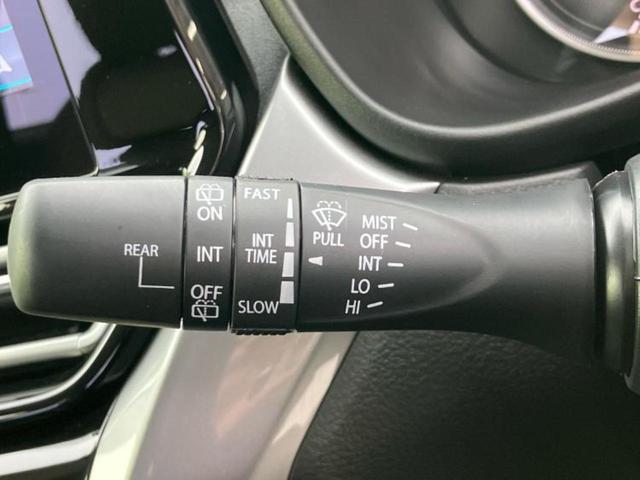 REAR
ON
INT
OFF
FAST
INT
TIME
SLOW
PULL
MIST
OFF
INT
LO
HI